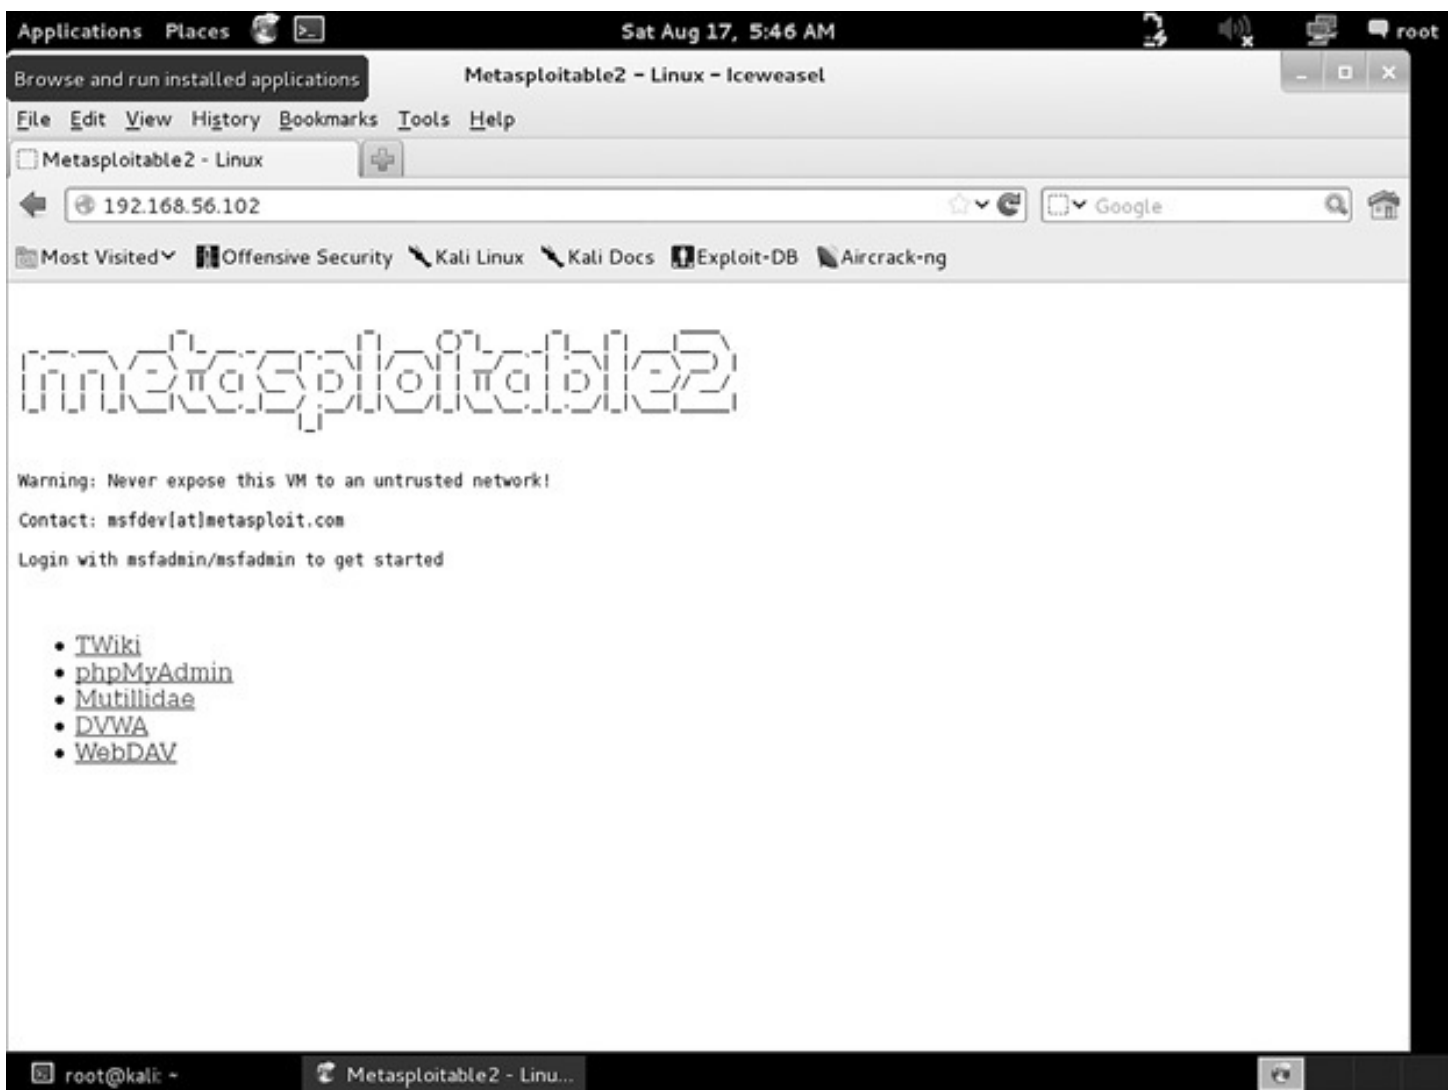 Applications Places Sat Aug 17, 5:46 AM root
Browse and run installed applications
Metasploitable2 - Linux - Iceweasel
File Edit View History Bookmarks Tools Help
Metasploitable2 - Linux
192.168.56.102 Google
Most Visited Offensive Security Kali Linux Kali Docs Exploit-DB Aircrack-ng
metasploitable2
Warning: Never expose this VM to an untrusted network!
Contact: msfdev[at]metasploit.com
Login with msfadmin/msfadmin to get started
• TWiki
• phpMyAdmin
• Mutillidae
• DVWA
• WebDAV
root@kali: ~ Metasploitable2 - Linu...